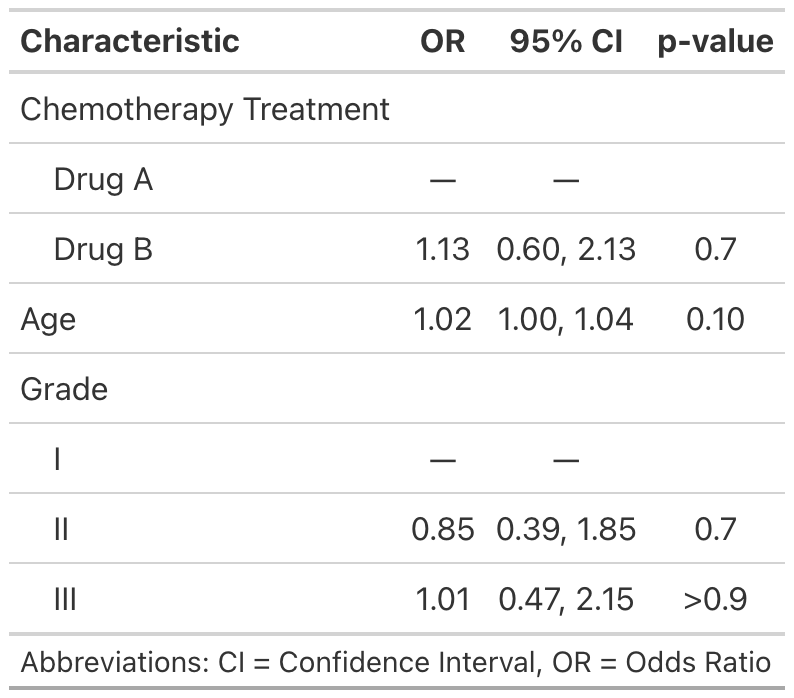 Characteristic OR 95% CI p-value
Chemotherapy Treatment
Drug A — —
Drug B 1.13 0.60, 2.13 0.7
Age 1.02 1.00, 1.04 0.10
Grade
I — —
II 0.85 0.39, 1.85 0.7
III 1.01 0.47, 2.15 >0.9
Abbreviations: CI = Confidence Interval, OR = Odds Ratio